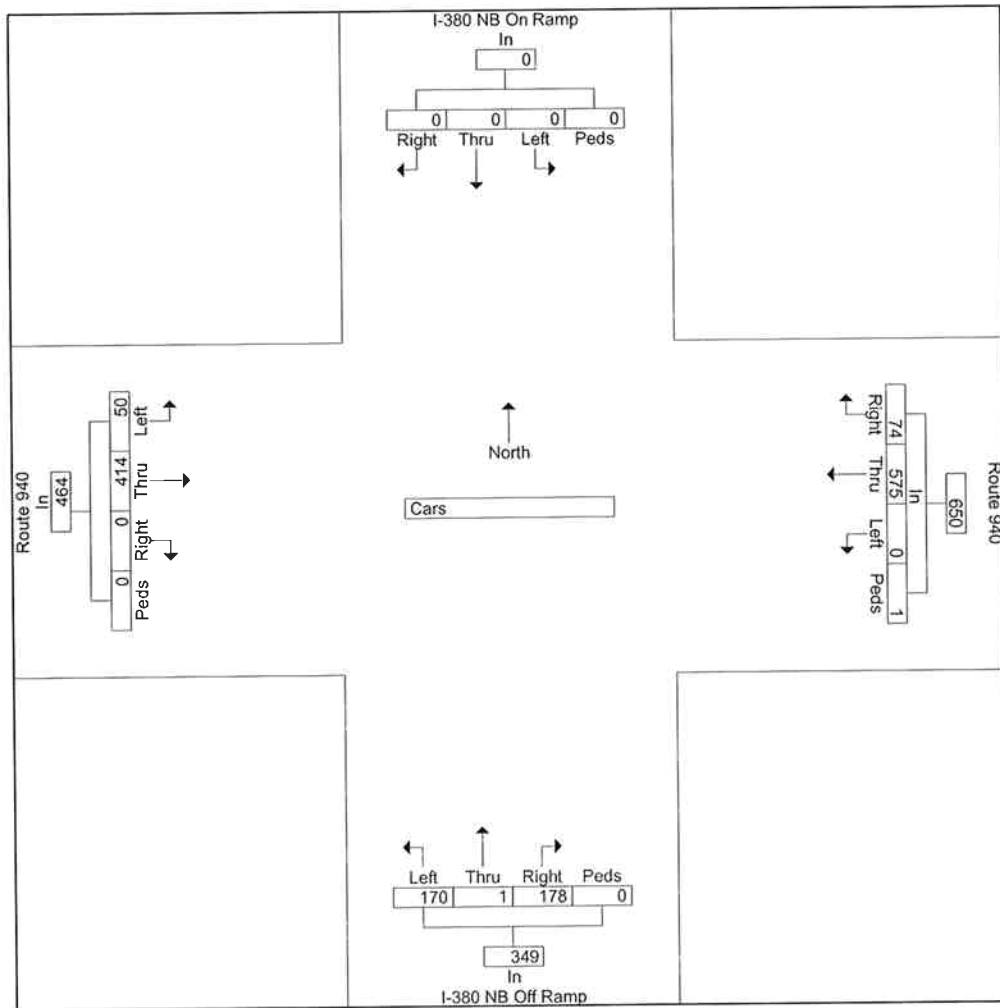 I-380 NB On Ramp
In
0
0 0 0 0
Right Thru Left Peds
Route 940
In
464
50 414 0 0
Left Thru Right Peds
North
Cars
Route 940
In
650
74 575 0 1
Right Thru Left Peds
Left Thru Right Peds
170 1 178 0
349
In
I-380 NB Off Ramp